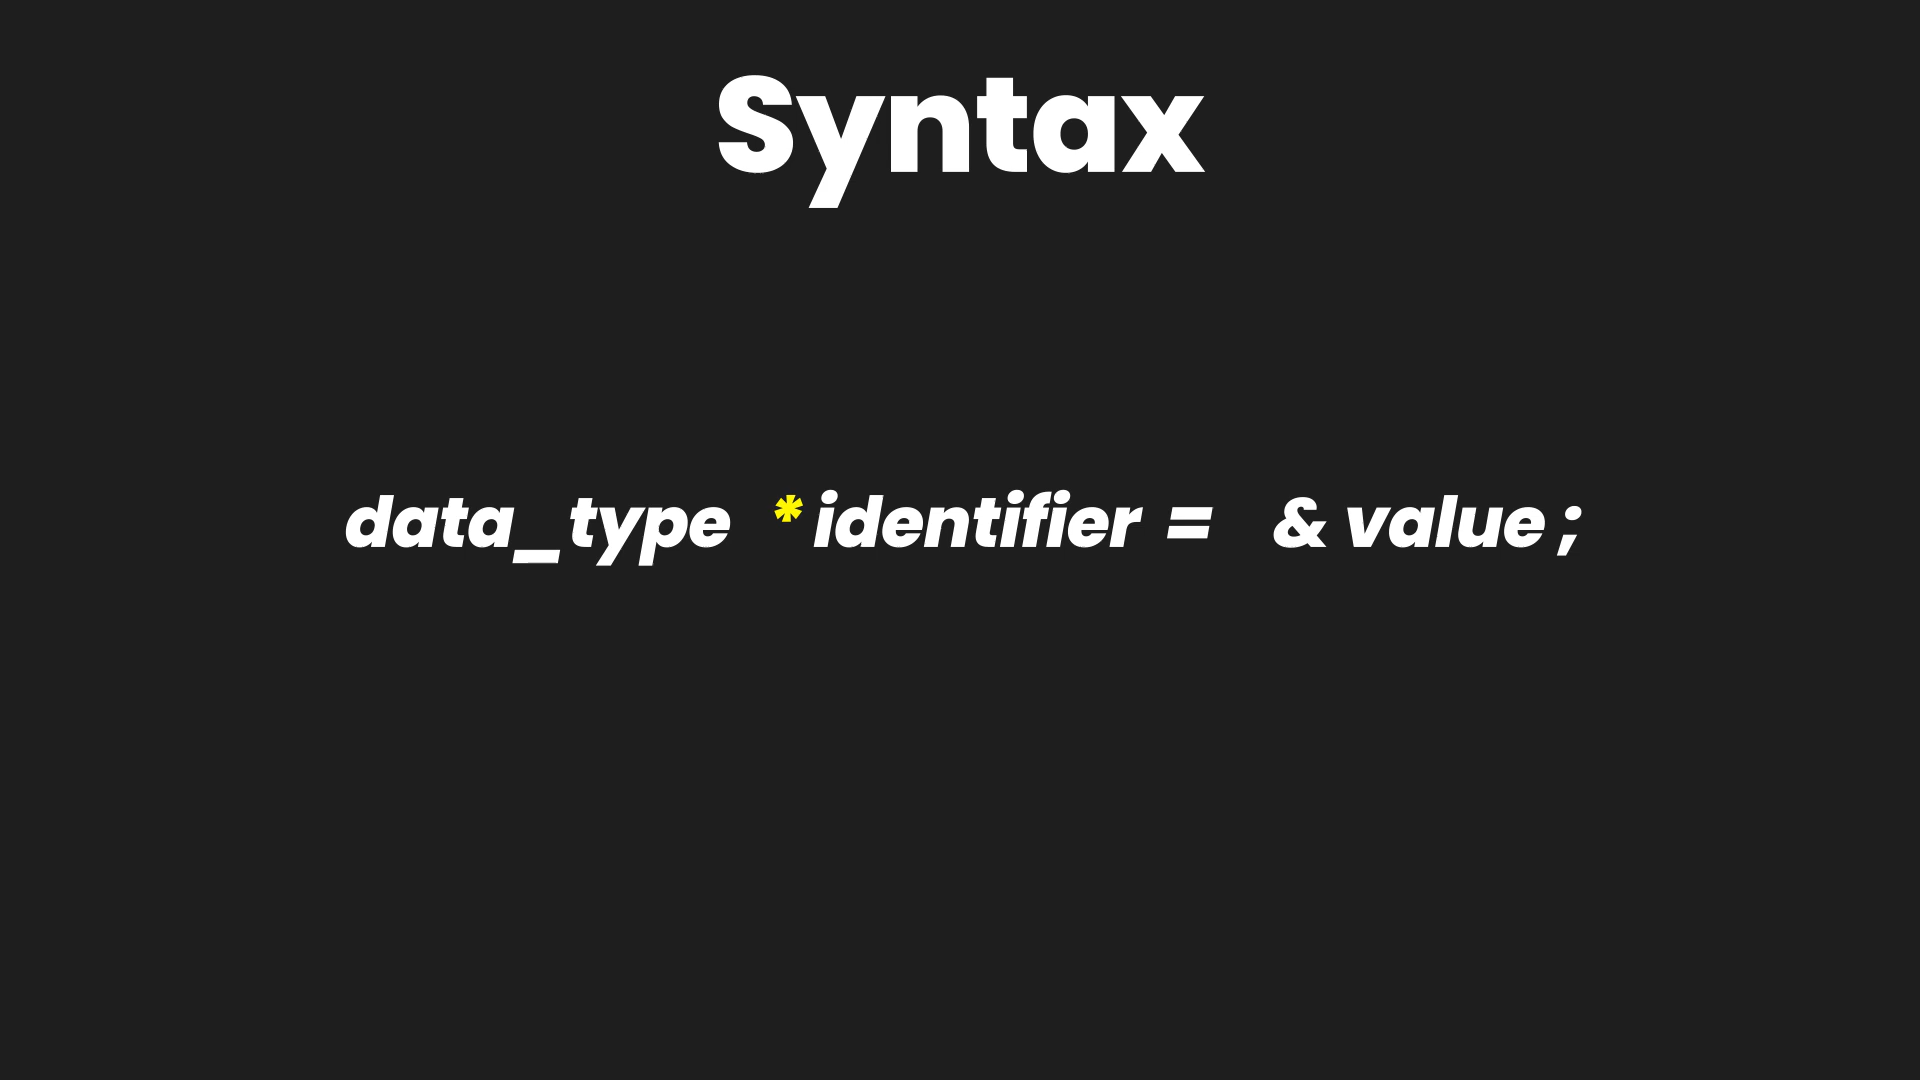 Syntax
data_type *identifier = & value ;